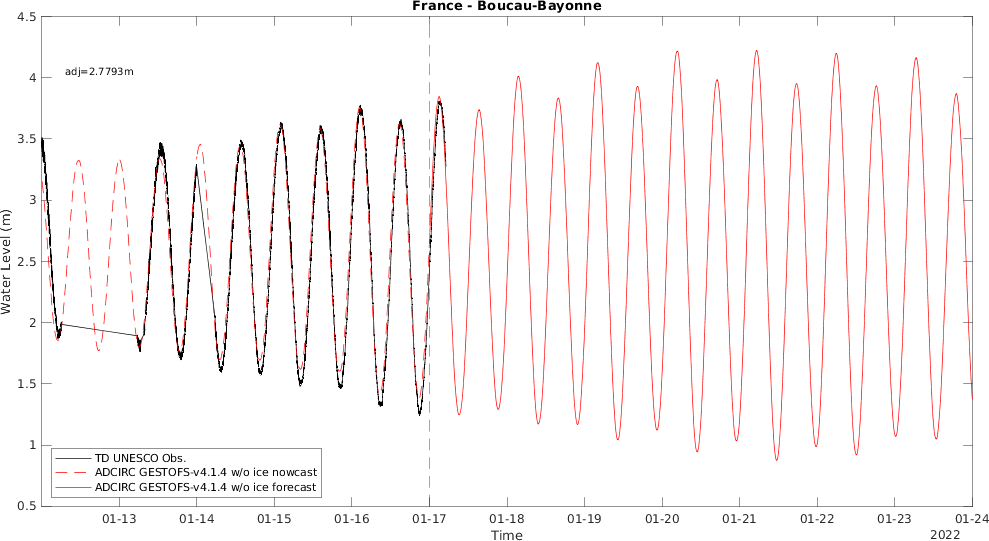 France - Boucau-Bayonne
4.5
4
3.5
3
2.5
2
1.5
1
0.5
Water Level (m)
adj=2.7793m
TD UNESCO Obs.
ADCIRC GESTOFS-v4.1.4 w/o ice nowcast
ADCIRC GESTOFS-v4.1.4 w/o ice forecast
01-13 01-14 01-15 01-16 01-17 01-18 01-19 01-20 01-21 01-22 01-23 01-24
Time
2022